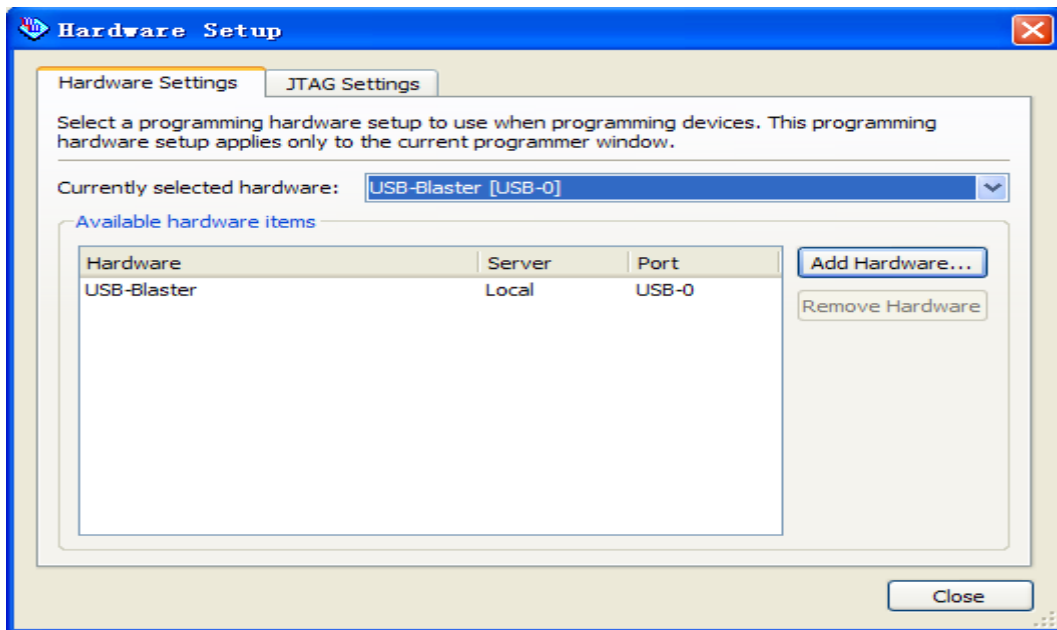 Hardware Setup
Hardware Settings JTAG Settings
Select a programming hardware setup to use when programming devices. This programming
hardware setup applies only to the current programmer window.
Currently selected hardware: USB-Blaster [USB-0]
Available hardware items
Hardware Server Port
USB-Blaster Local USB-0
Add Hardware...
Remove Hardware
Close